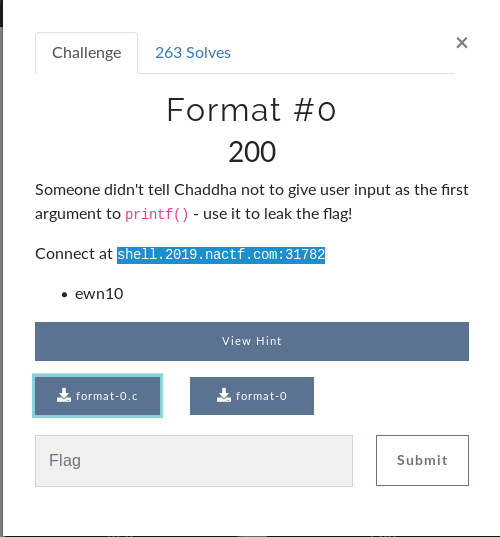 Challenge
263 Solves
×
Format #0
200
Someone didn't tell Chaddha not to give user input as the first
argument to printf() - use it to leak the flag!
Connect at shell.2019.nactf.com:31782
• ewn10
View Hint
format-0.c
format-0
Flag
Submit